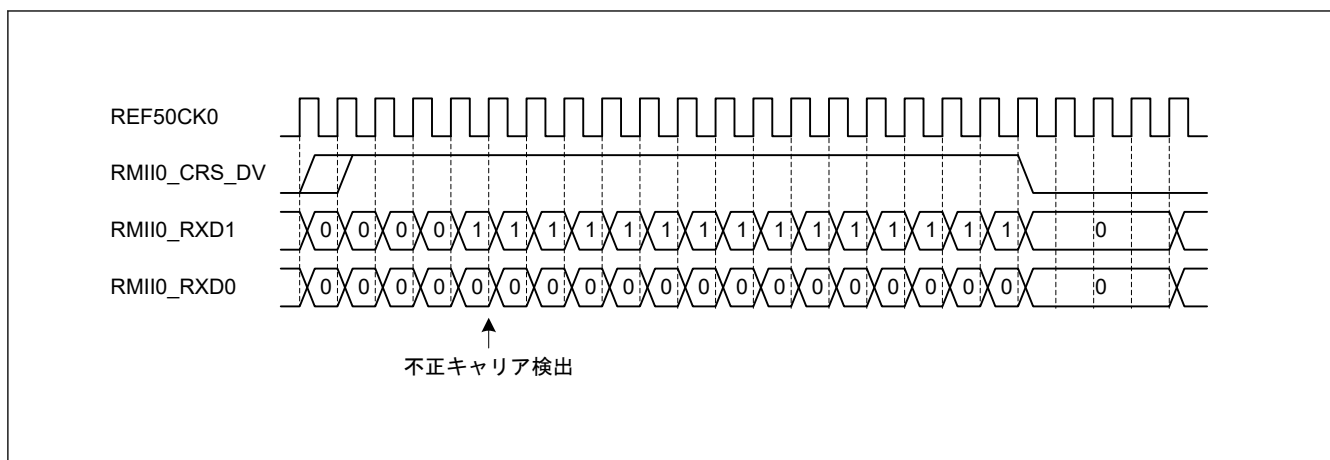 REF50CK0
RMII0_CRS_DV
RMII0_RXD1 0 0 0 0 1 1 1 1 1 1 1 1 1 1 1 1 1 1 1 0
RMII0_RXD0 0 0 0 0 0 0 0 0 0 0 0 0 0 0 0 0 0 0 0 0
不正キャリア検出